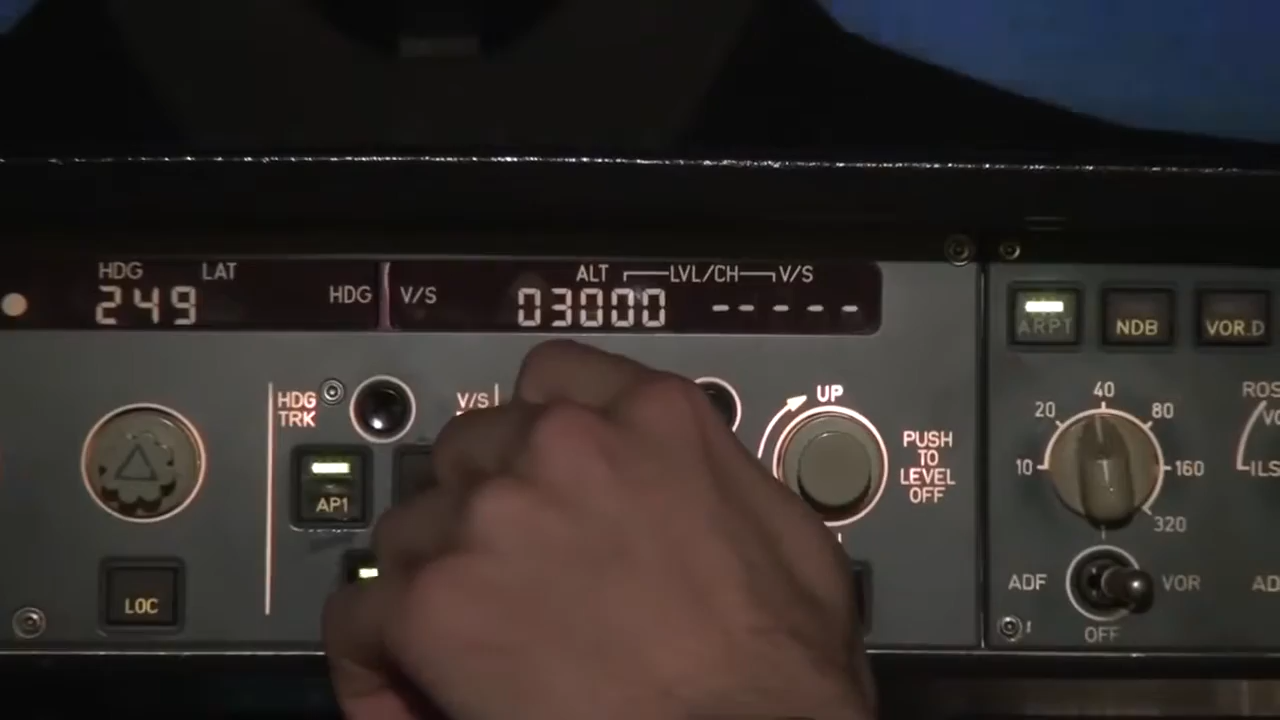 HDG LAT
249 HDG
V/S ALT LVL/CH V/S
03000 -----
ARPT NDB VOR.D
HDG
TRK
V/S
UP
PUSH
TO
LEVEL
OFF
AP1
LOC
10 20 40 80 160 320
ADF VOR
OFF
ILS